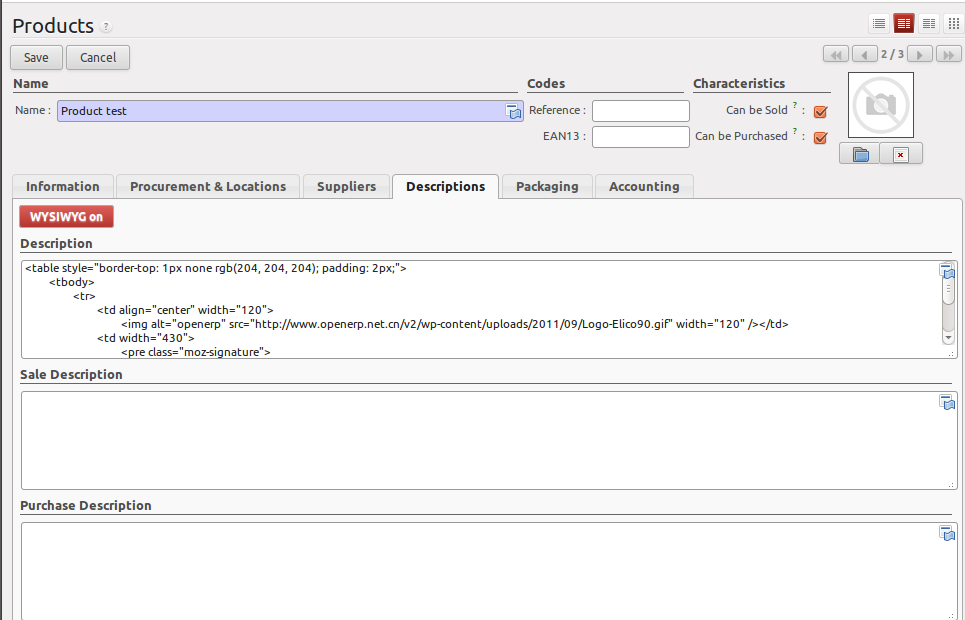 Products ?
Save Cancel 2 / 3
Name Codes Characteristics
Name : Product test Reference : Can be Sold ? :
EAN13 : Can be Purchased ? :
Information Procurement & Locations Suppliers Descriptions Packaging Accounting
WYSIWYG on
Description
<table style="border-top: 1px none rgb(204, 204, 204); padding: 2px;">
<tbody>
<tr>
<td align="center" width="120">
<img alt="openerp" src="http://www.openerp.net.cn/v2/wp-content/uploads/2011/09/Logo-Elico90.gif" width="120" /></td>
<td width="430">
<pre class="moz-signature">
Sale Description
Purchase Description